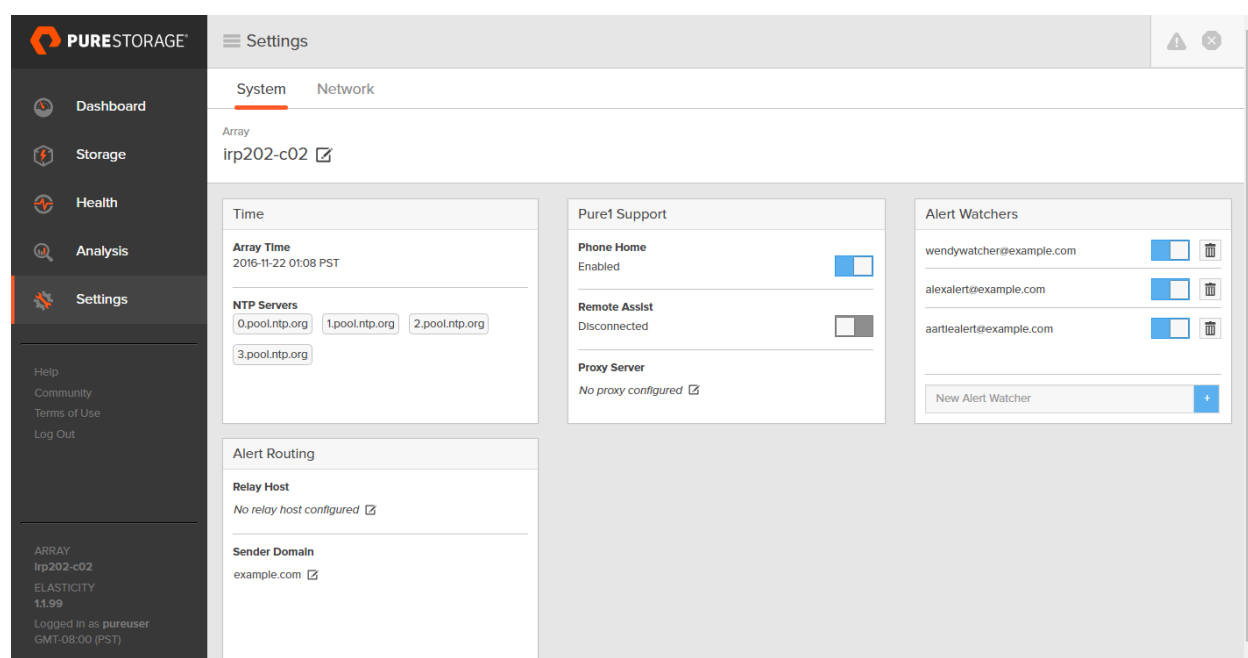 PURESTORAGE®
Settings
Dashboard
Storage
Health
Analysis
Settings
Help
Community
Terms of Use
Log Out
ARRAY
irp202-c02
ELASTICITY
1.1.99
Logged in as pureuser
GMT-08:00 (PST)
System Network
Array
irp202-c02
Time
Array Time
2016-11-22 01:08 PST
NTP Servers
0.pool.ntp.org 1.pool.ntp.org 2.pool.ntp.org
3.pool.ntp.org
Pure1 Support
Phone Home
Enabled
Remote Assist
Disconnected
Proxy Server
No proxy configured
Alert Watchers
wendywatcher@example.com
alexalert@example.com
aartiealert@example.com
New Alert Watcher +
Alert Routing
Relay Host
No relay host configured
Sender Domain
example.com